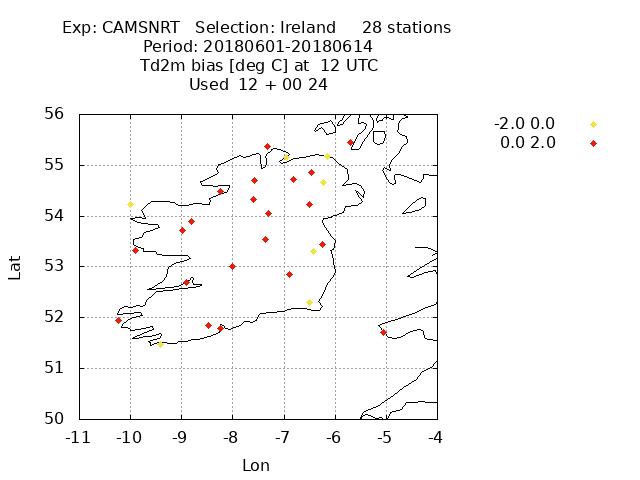 Exp: CAMSNRT   Selection: Ireland     28 stations
Period: 20180601-20180614
Td2m bias [deg C] at  12 UTC
Used  12 + 00 24
-2.0 0.0
0.0 2.0
56
55
54
53
52
51
50
Lat
-11 -10 -9 -8 -7 -6 -5 -4
Lon